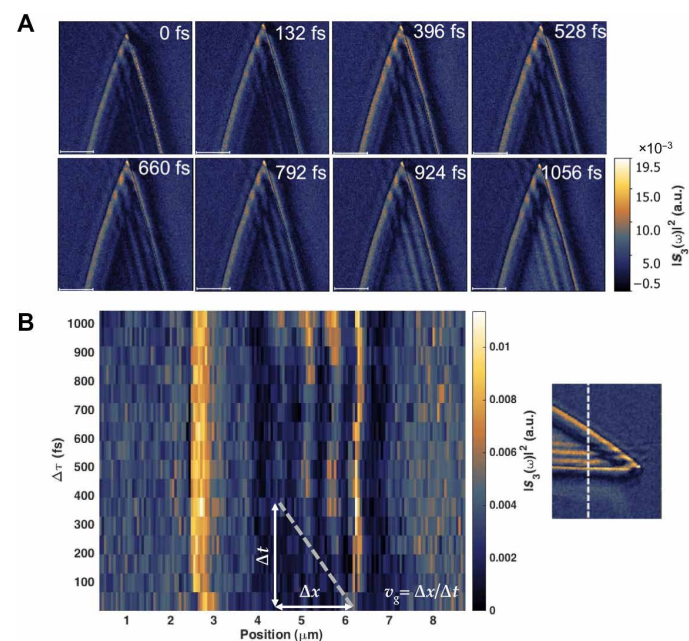 A
0 fs
132 fs
396 fs
528 fs
660 fs
792 fs
924 fs
1056 fs
×10⁻³
19.5
15.0
10.0
5.0
−0.5
|s₃(ω)|² (a.u.)
B
1000
900
800
700
600
500
400
300
200
100
Δτ (fs)
1 2 3 4 5 6 7 8
Position (μm)
Δt
Δx
v_g = Δx/Δt
0.01
0.008
0.006
0.004
0.002
0
|s₃(ω)|² (a.u.)